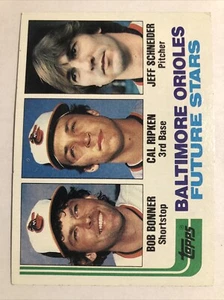 BOB BONNER
Shortstop
CAL RIPKEN
3rd Base
JEFF SCHNEIDER
Pitcher
BALTIMORE ORIOLES
FUTURE STARS
topps